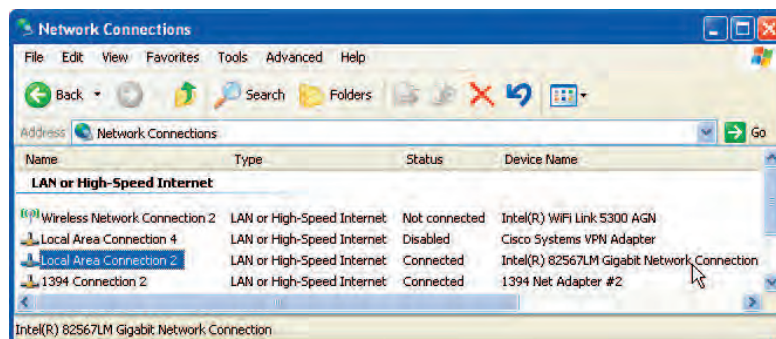 Network Connections
File Edit View Favorites Tools Advanced Help
Back Search Folders
Address Network Connections Go
Name Type Status Device Name
LAN or High-Speed Internet
Wireless Network Connection 2 LAN or High-Speed Internet Not connected Intel(R) WiFi Link 5300 AGN
Local Area Connection 4 LAN or High-Speed Internet Disabled Cisco Systems VPN Adapter
Local Area Connection 2 LAN or High-Speed Internet Connected Intel(R) 82567LM Gigabit Network Connection
1394 Connection 2 LAN or High-Speed Internet Connected 1394 Net Adapter #2
Intel(R) 82567LM Gigabit Network Connection